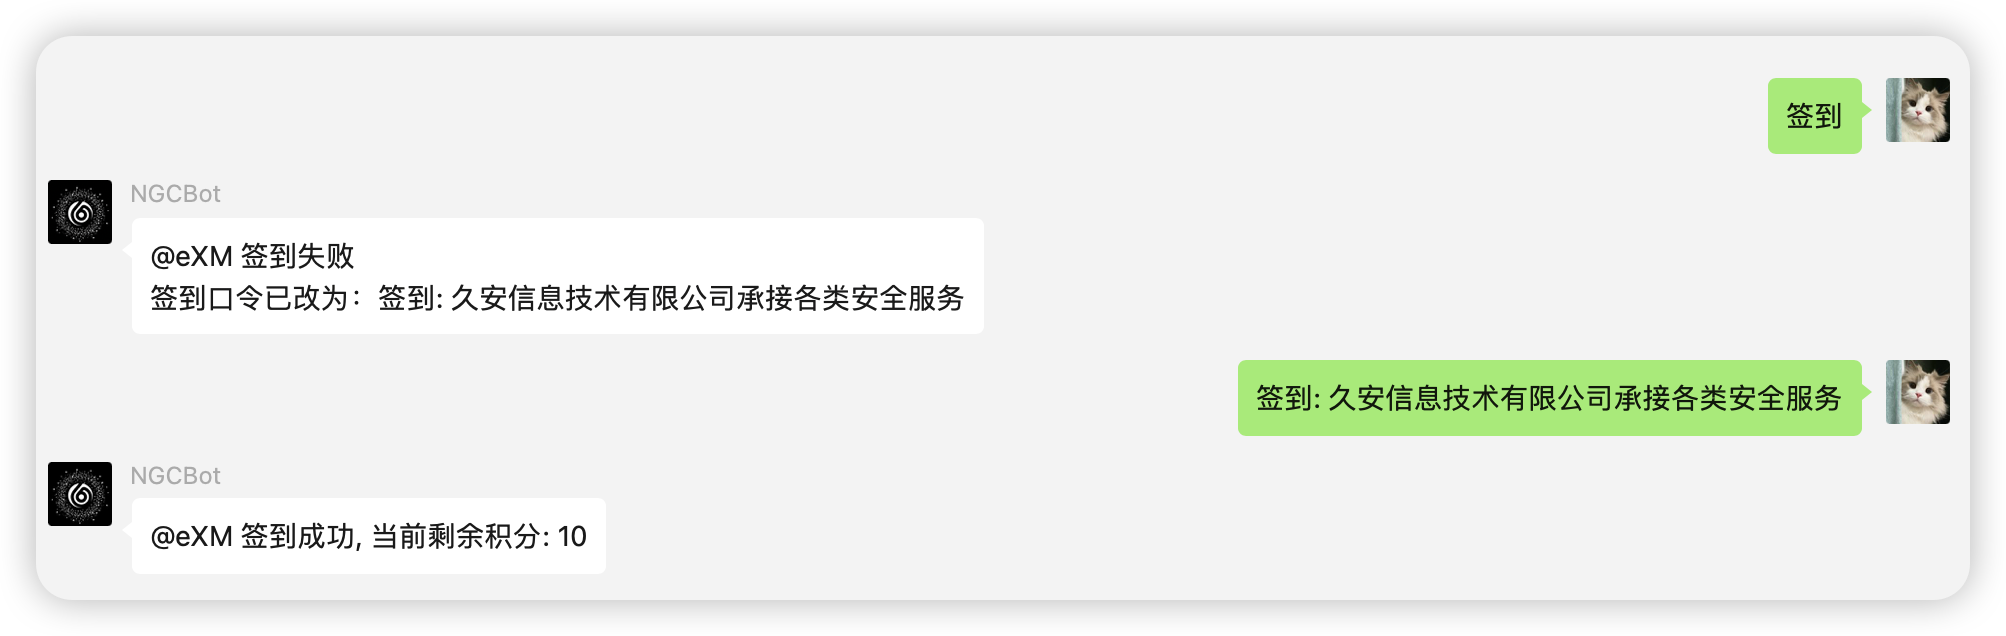 签到
NGCBot
@eXM 签到失败
签到口令已改为：签到: 久安信息技术有限公司承接各类安全服务
签到: 久安信息技术有限公司承接各类安全服务
NGCBot
@eXM 签到成功, 当前剩余积分: 10